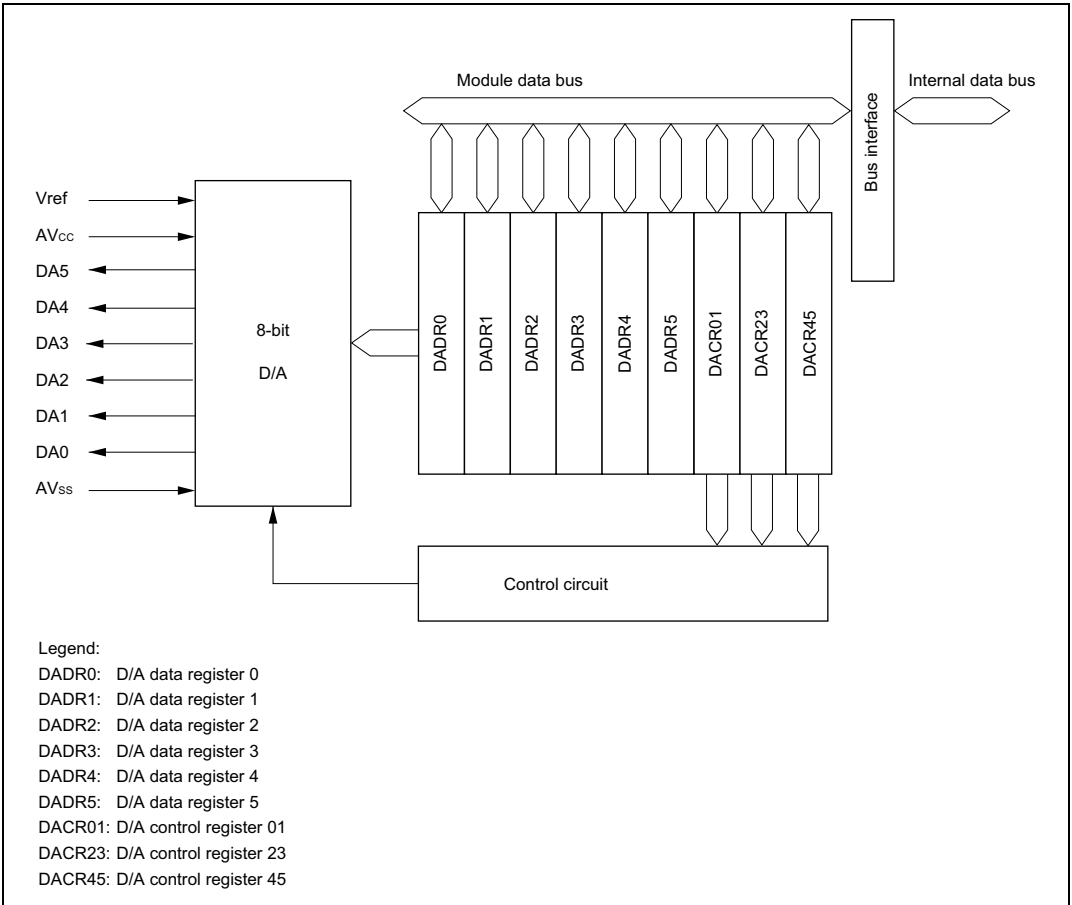 Module data bus
Internal data bus
Bus interface
Vref
AVcc
DA5
DA4
DA3
DA2
DA1
DA0
AVss
8-bit
D/A
DADR0
DADR1
DADR2
DADR3
DADR4
DADR5
DACR01
DACR23
DACR45
Control circuit
Legend:
DADR0: D/A data register 0
DADR1: D/A data register 1
DADR2: D/A data register 2
DADR3: D/A data register 3
DADR4: D/A data register 4
DADR5: D/A data register 5
DACR01: D/A control register 01
DACR23: D/A control register 23
DACR45: D/A control register 45